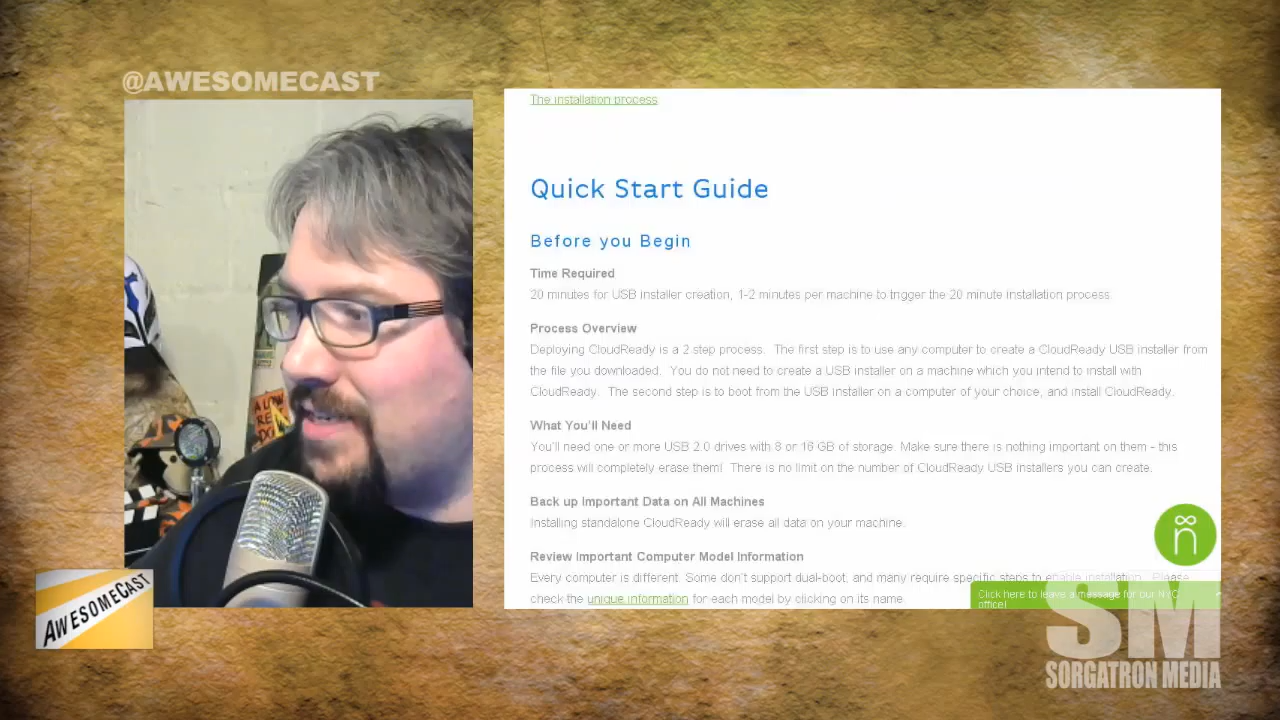 @AWESOMECAST
The installation process
Quick Start Guide
Before you Begin
Time Required
20 minutes for USB installer creation, 1-2 minutes per machine to trigger the 20 minute installation process.
Process Overview
Deploying CloudReady is a 2 step process. The first step is to use any computer to create a CloudReady USB installer from
the file you downloaded. You do not need to create a USB installer on a machine which you intend to install with
CloudReady. The second step is to boot from the USB installer on a computer of your choice, and install CloudReady.
What You'll Need
You'll need one or more USB 2.0 drives with 8 or 16 GB of storage. Make sure there is nothing important on them - this
process will completely erase them! There is no limit on the number of CloudReady USB installers you can create.
Back up Important Data on All Machines
Installing standalone CloudReady will erase all data on your machine.
Review Important Computer Model Information
Every computer is different. Some don't support dual-boot, and many require specific steps to enable installation. Please
check the unique information for each model by clicking on its name.
Click here to leave a message for our NYC
office!
AWESOMECAST
SM
SORGATRON MEDIA